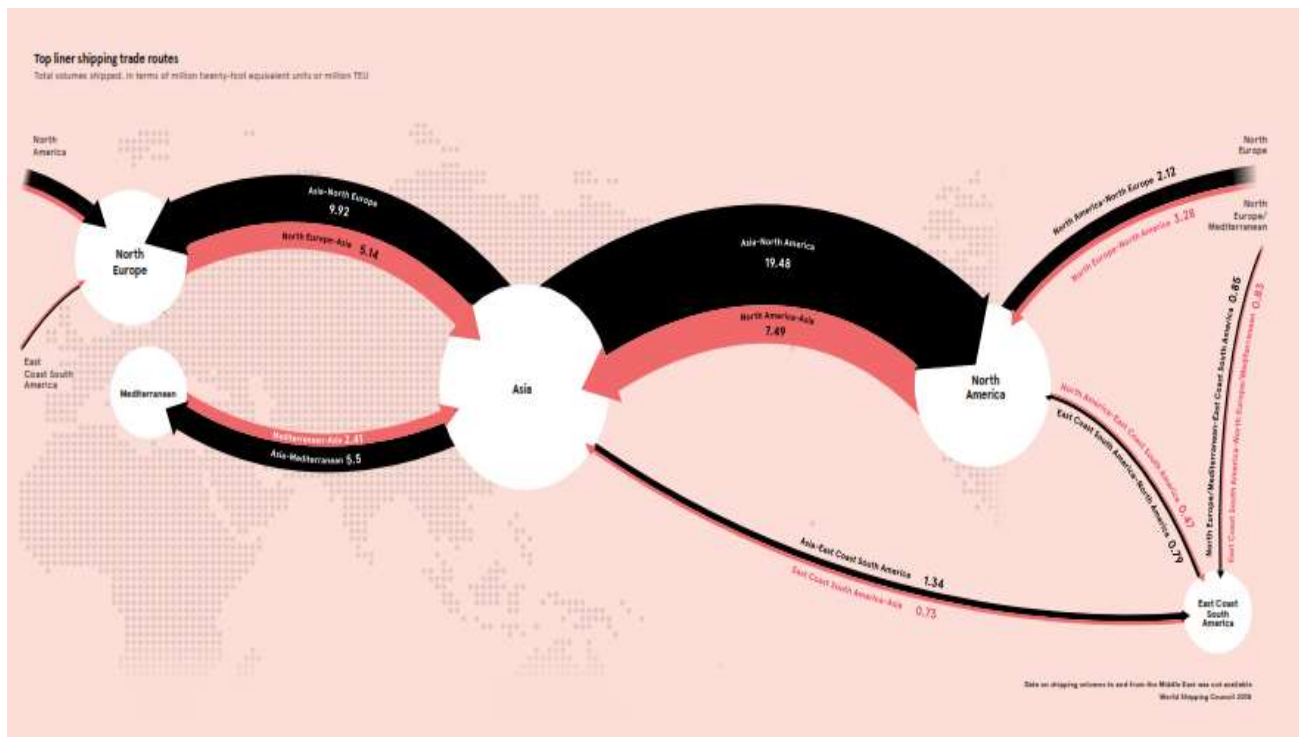 Top liner shipping trade routes
Total volumes shipped, in terms of million twenty-foot equivalent units or million TEU
North
America
North
Europe
East
Coast South
America
Mediterranean
Asia-North Europe
9.92
North Europe-Asia 5.14
Mediterranean-Asia 2.41
Asia-Mediterranean 5.5
Asia
Asia-North America
19.48
North America-Asia
7.49
North
America
North America-North Europe 2.12
North Europe-North America 3.28
North
Europe
North
Europe/
Mediterranean
North Europe/Mediterranean-East Coast South America 0.85
East Coast South America-North Europe/Mediterranean 0.83
North America-East Coast South America 0.47
East Coast South America-North America 0.79
Asia-East Coast South America 1.34
East Coast South America-Asia 0.73
East Coast
South
America
Data on shipping volumes to and from the Middle East was not available
World Shipping Council